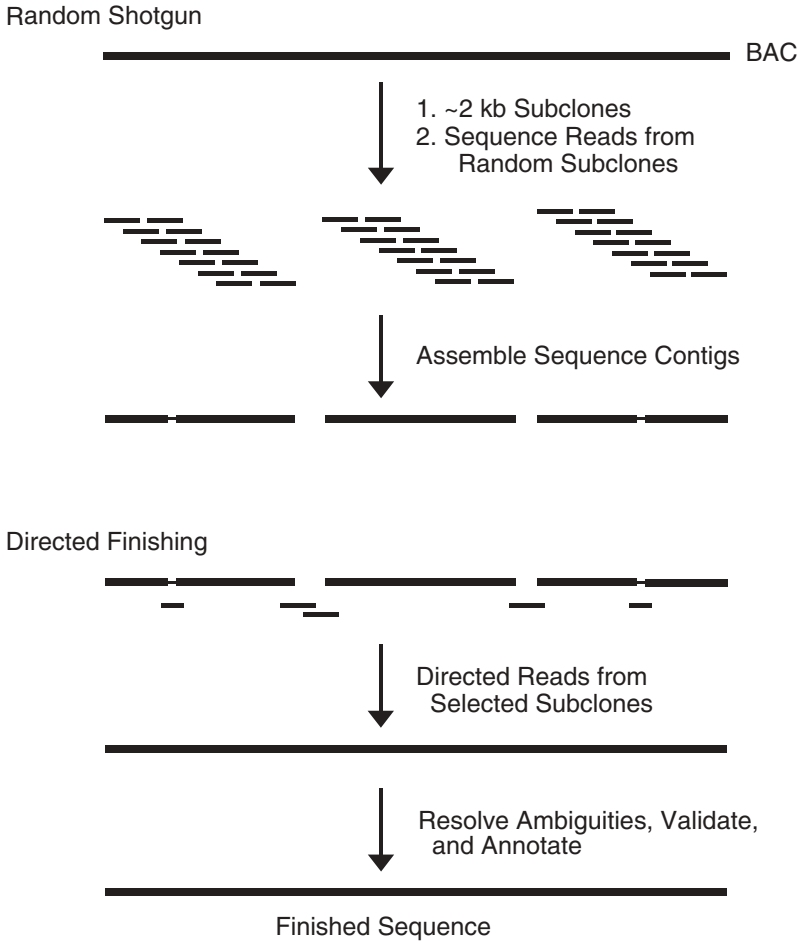 Random Shotgun
BAC
1. ~2 kb Subclones
2. Sequence Reads from
Random Subclones
Assemble Sequence Contigs
Directed Finishing
Directed Reads from
Selected Subclones
Resolve Ambiguities, Validate,
and Annotate
Finished Sequence